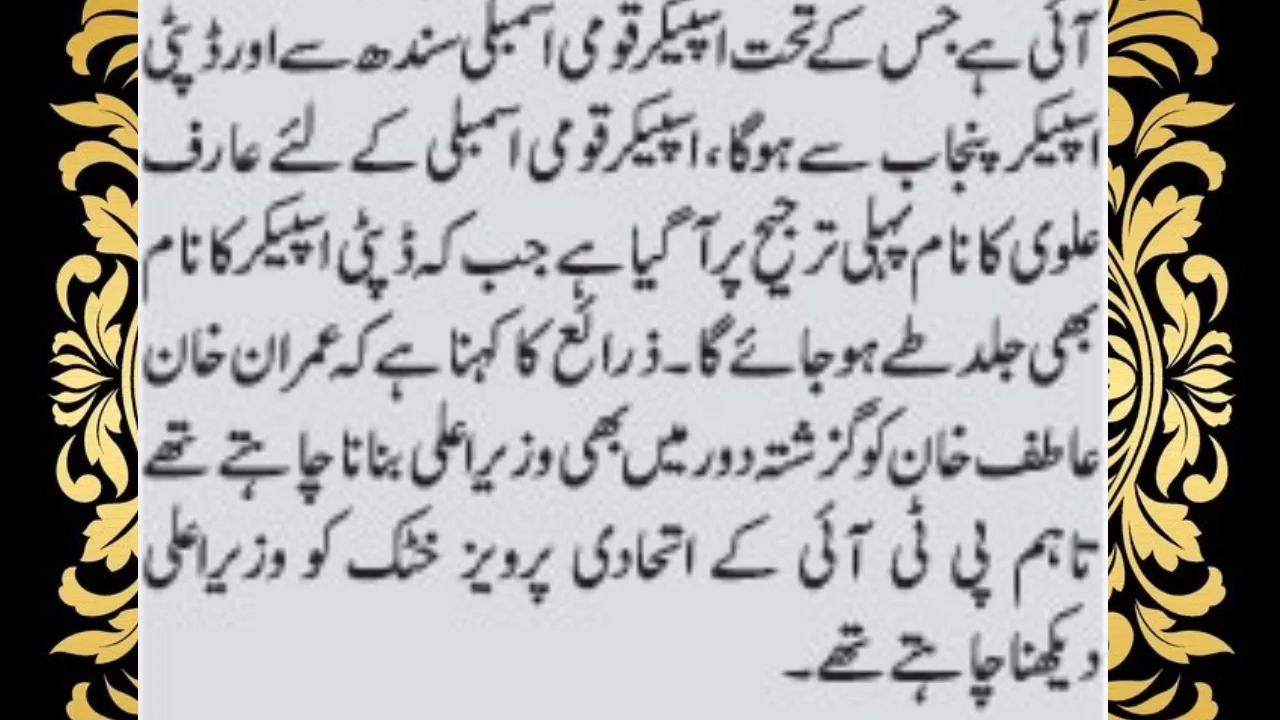 آئی ہے جس کے تحت اسپیکر قومی اسمبلی سندھ سے اور ڈپٹی
اسپیکر پنجاب سے ہوگا، اسپیکر قومی اسمبلی کے لئے عارف
علوی کا نام پہلی ترجیح پر آ گیا ہے جب کہ ڈپٹی اسپیکر کا نام
بھی جلد طے ہو جائے گا۔ ذرائع کا کہنا ہے کہ عمران خان
عاطف خان کو گزشتہ دور میں بھی وزیراعلی بنانا چاہتے تھے
تاہم پی ٹی آئی کے اتحادی پرویز خٹک کو وزیراعلی
دیکھنا چاہتے تھے۔